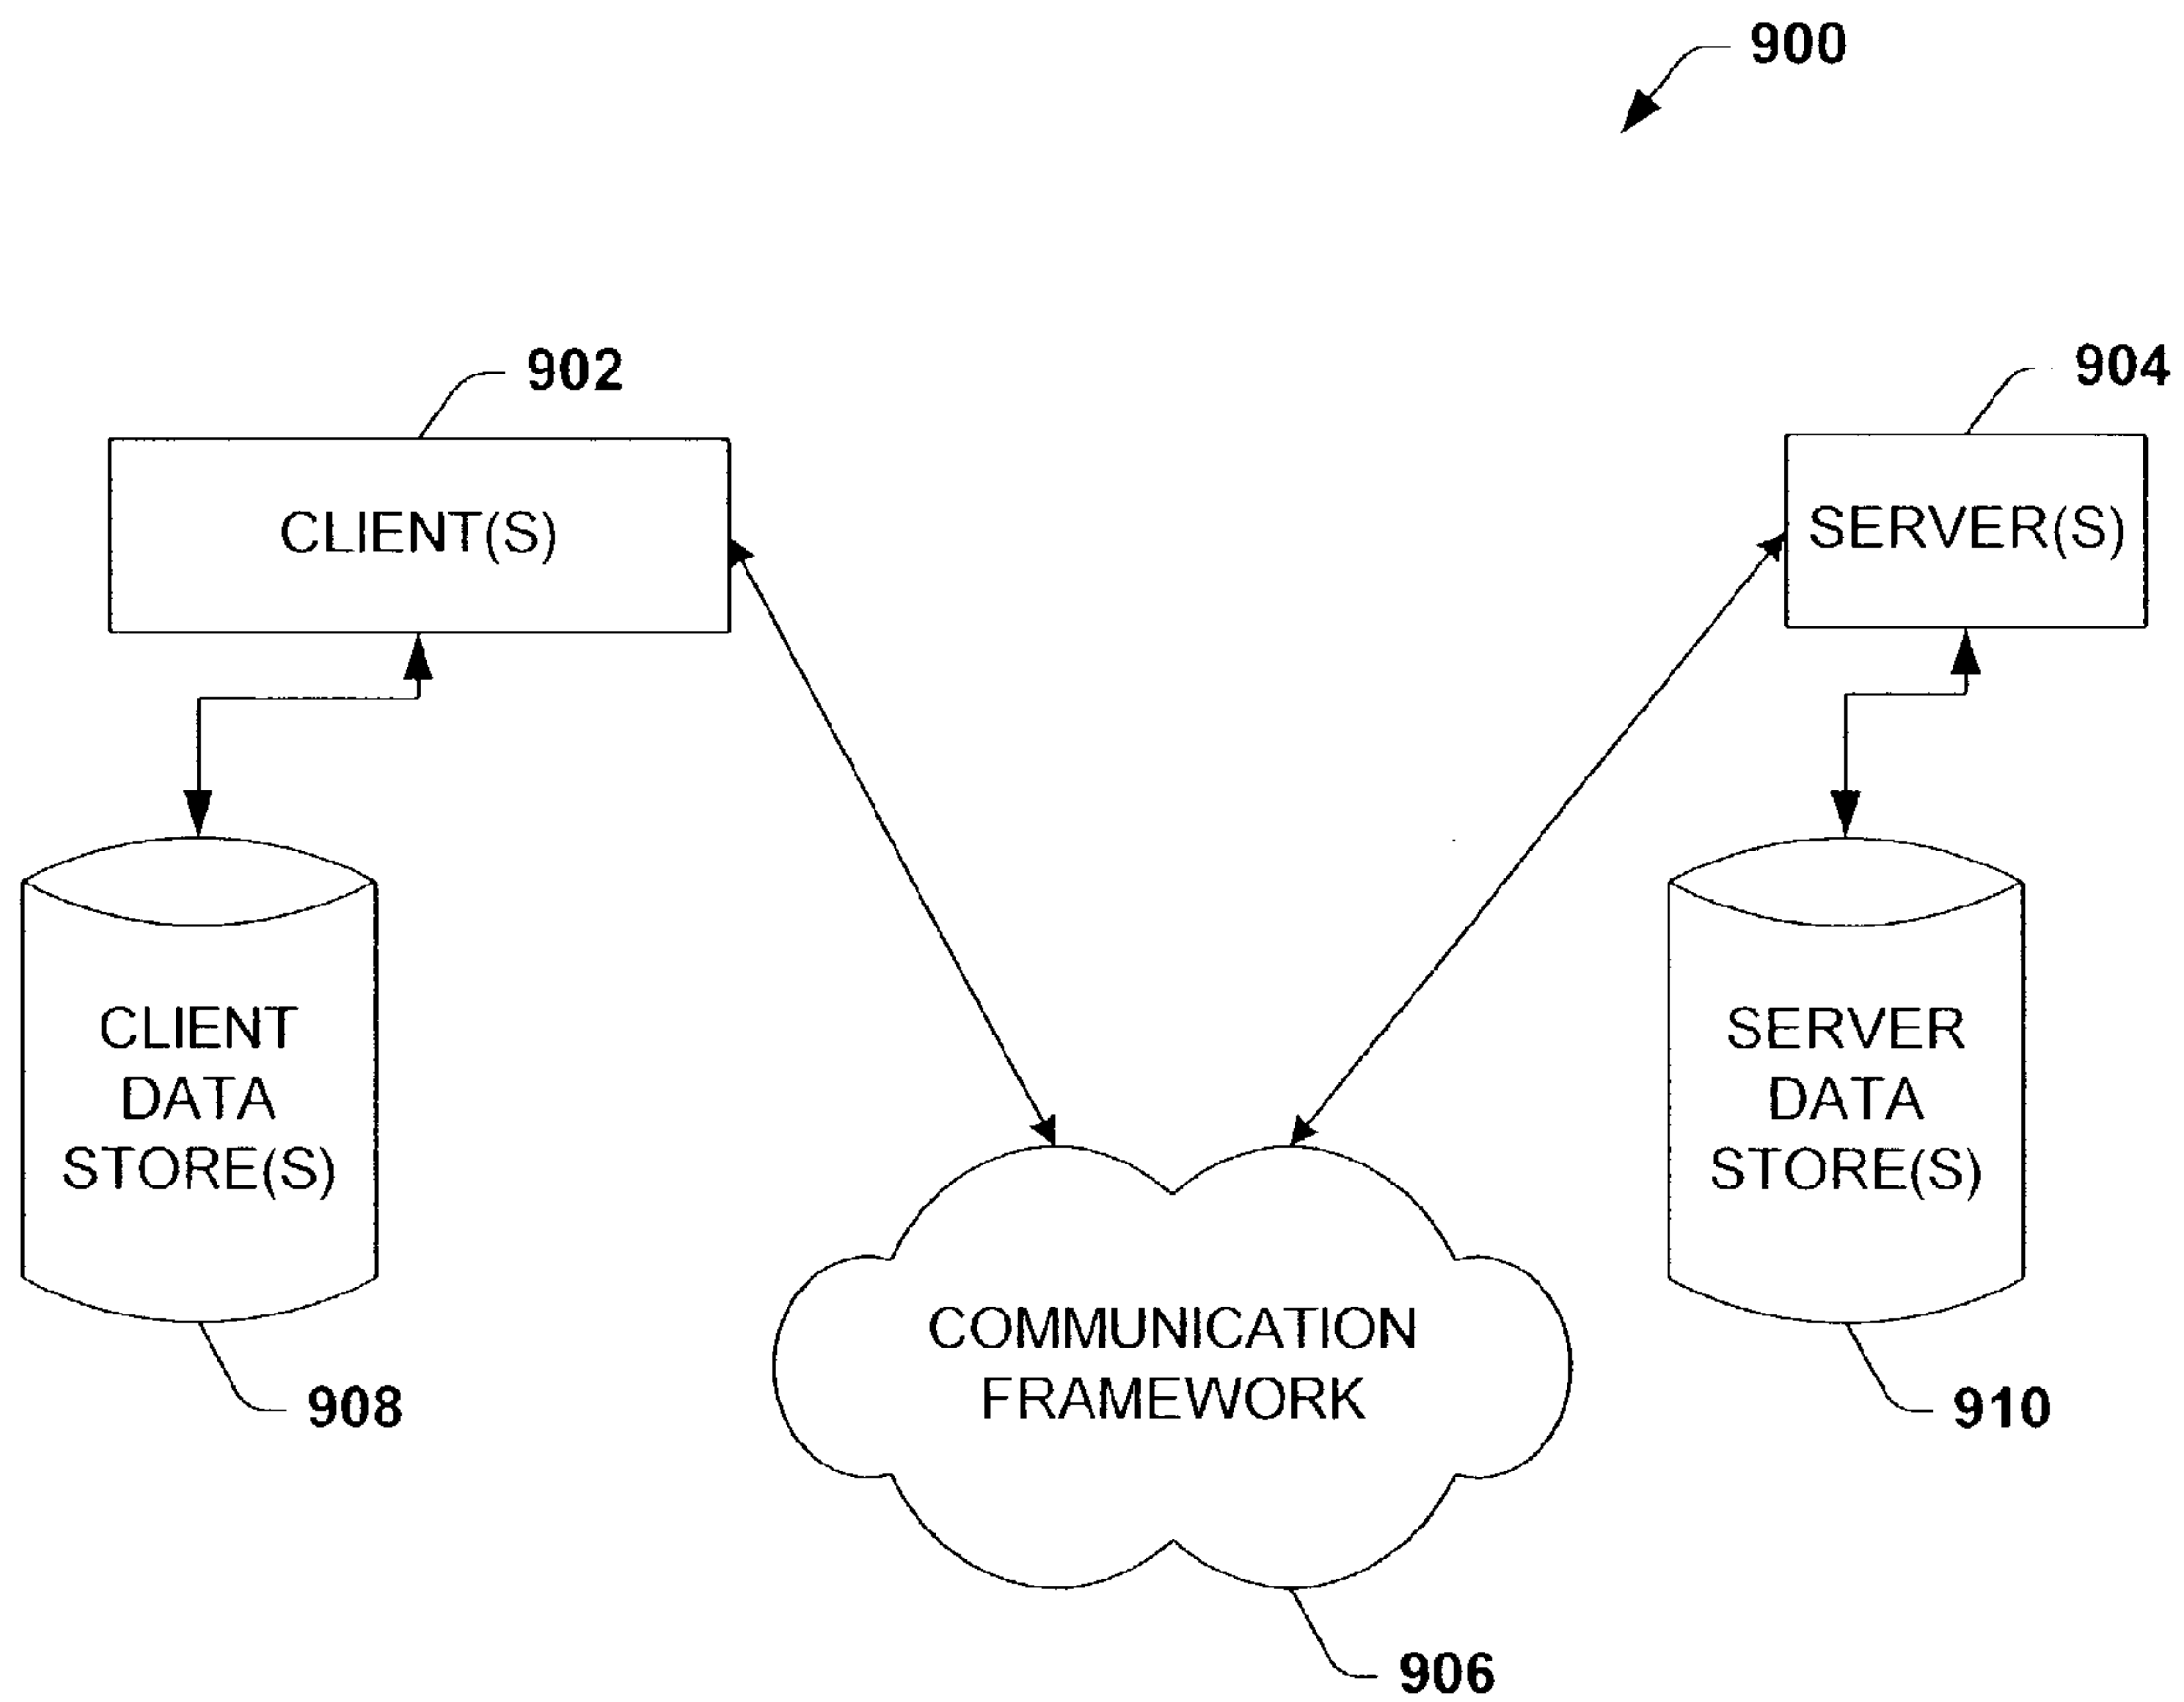 900
902
904
CLIENT(S)
SERVER(S)
CLIENT
DATA
STORE(S)
SERVER
DATA
STORE(S)
COMMUNICATION
FRAMEWORK
908
910
906